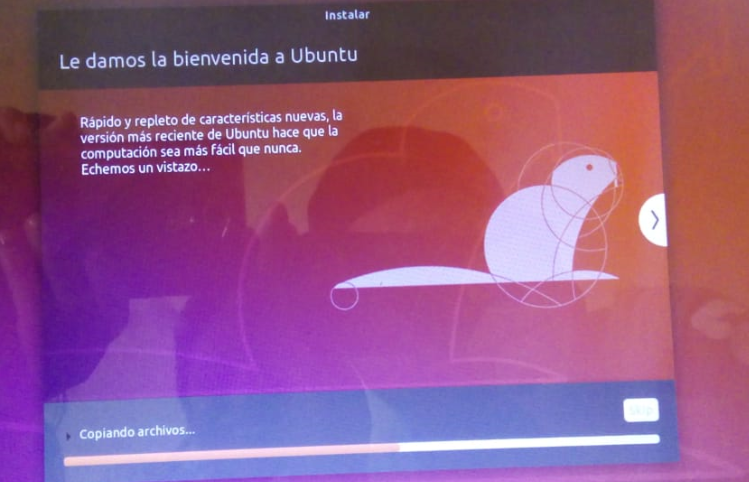 Instalar
Le damos la bienvenida a Ubuntu
Rápido y repleto de características nuevas, la
versión más reciente de Ubuntu hace que la
computación sea más fácil que nunca.
Echemos un vistazo...
Skip
Copiando archivos...